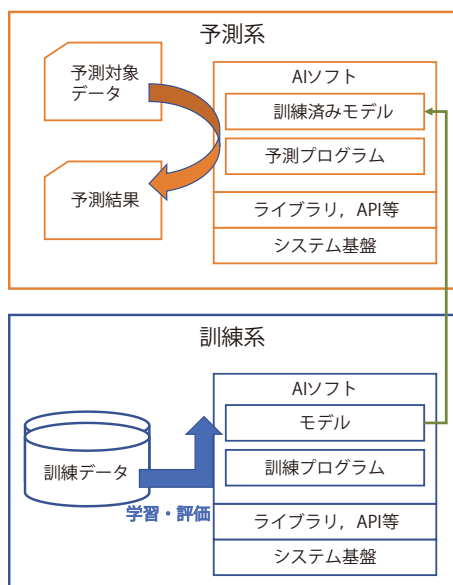 予測系
予測対象
データ
予測結果
AIソフト
訓練済みモデル
予測プログラム
ライブラリ，API等
システム基盤
訓練系
訓練データ
学習・評価
AIソフト
モデル
訓練プログラム
ライブラリ，API等
システム基盤